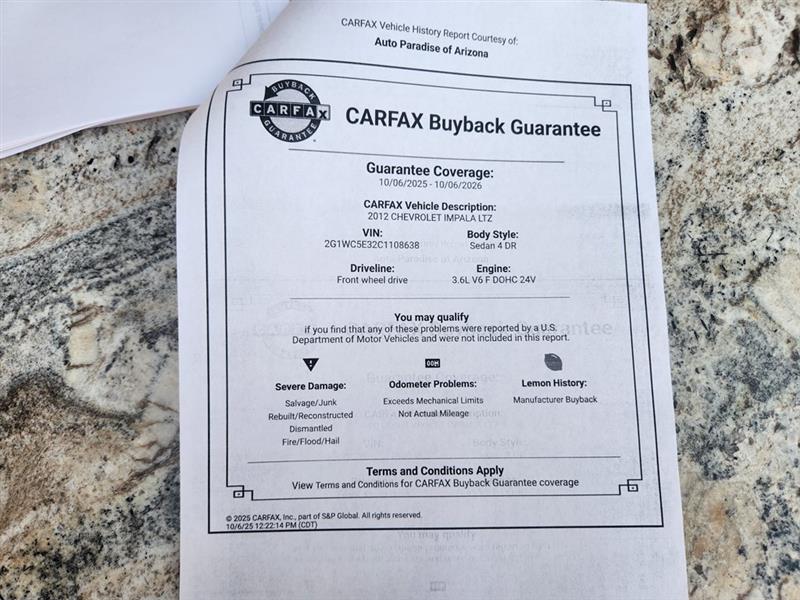 CARFAX Vehicle History Report Courtesy of:
Auto Paradise of Arizona
BUYBACK
CARFAX
GUARANTEE
CARFAX Buyback Guarantee
Guarantee Coverage:
10/06/2025 - 10/06/2026
CARFAX Vehicle Description:
2012 CHEVROLET IMPALA LTZ
VIN: Body Style:
2G1WC5E32C1108638 Sedan 4 DR
Driveline: Engine:
Front wheel drive 3.6L V6 F DOHC 24V
You may qualify
if you find that any of these problems were reported by a U.S.
Department of Motor Vehicles and were not included in this report.
Severe Damage: Odometer Problems: Lemon History:
Salvage/Junk Exceeds Mechanical Limits Manufacturer Buyback
Rebuilt/Reconstructed Not Actual Mileage
Dismantled
Fire/Flood/Hail
Terms and Conditions Apply
View Terms and Conditions for CARFAX Buyback Guarantee coverage
© 2025 CARFAX, Inc., part of S&P Global. All rights reserved.
10/6/25 12:22:14 PM (CDT)